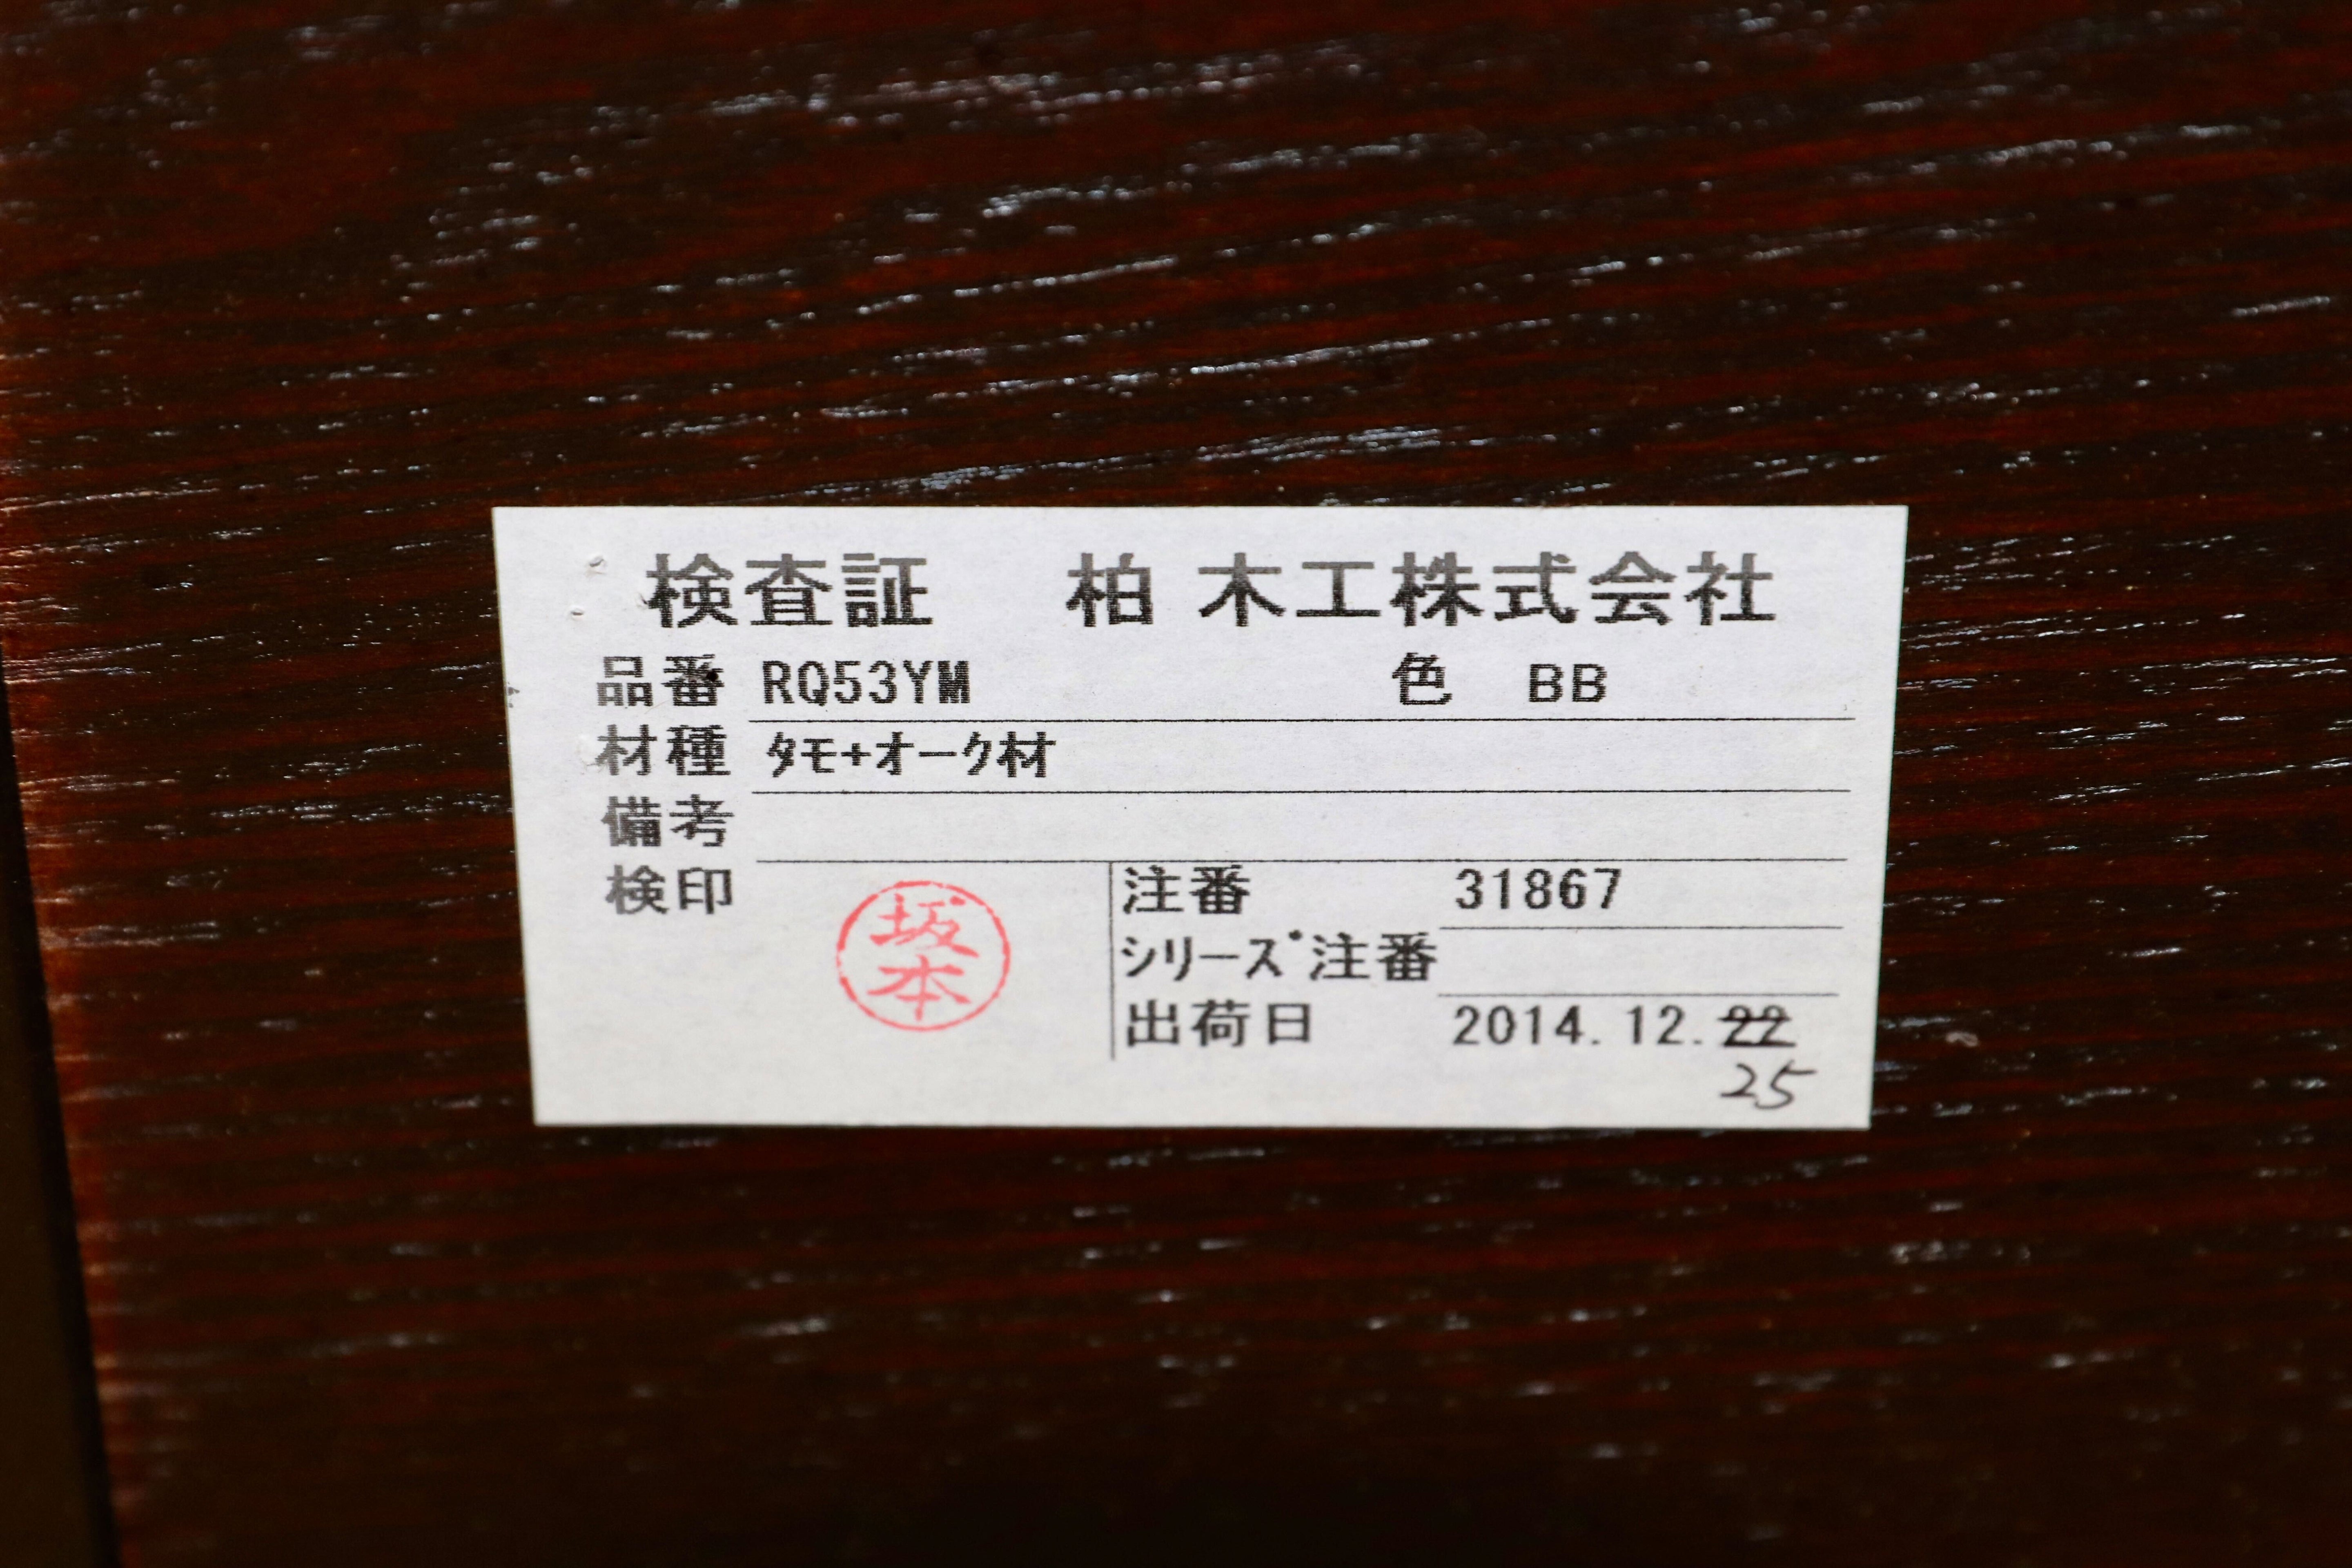 検査証 柏木工株式会社
品番 RQ53YM 色 BB
材種 ﾀﾓ+ｵｰｸ材
備考
検印 坂本
注番 31867
ｼﾘｰｽﾞ注番
出荷日 2014.12.22
25